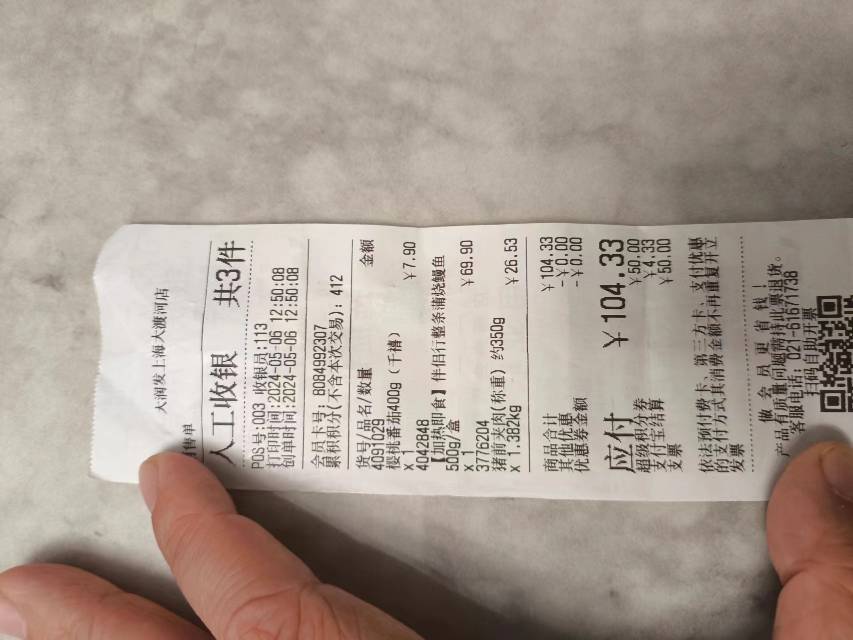 大润发上海大渡河店
售单
人工收银 共3件
POS号:003 收银员:113
打印时间:2024-05-06 12:50:08
创单时间:2024-05-06 12:50:08
会员卡号: 8084992307
累积积分(不含本次交易): 412
货号/品名/数量 金额
4091029
樱桃番茄400g (千禧)
x 1 ￥7.90
4042848
【加热即食】伴侣行整条蒲烧鳗鱼
500g/盒
x 1 ￥69.90
3776204
猪前夹肉(称重) 约350g
x 1.382kg ￥26.53
商品合计 ￥104.33
其他优惠 -￥0.00
优惠券金额 -￥0.00
应付 ￥104.33
超级积分券 ￥50.00
支付宝结算 ￥4.33
支票 ￥50.00
依法预付费卡、第三方卡、支付优惠
的支付方式其消费金额不再重复开立
发票
做会员更省钱!
产品有质量问题需持此票退货。
客服电话: 021-61671738
扫码自助开票